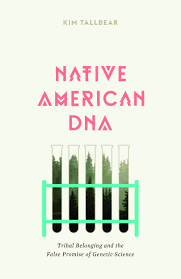 KIM TALLBEAR
NATIVE
AMERICAN
DNA
Tribal Belonging and the
False Promise of Genetic Science